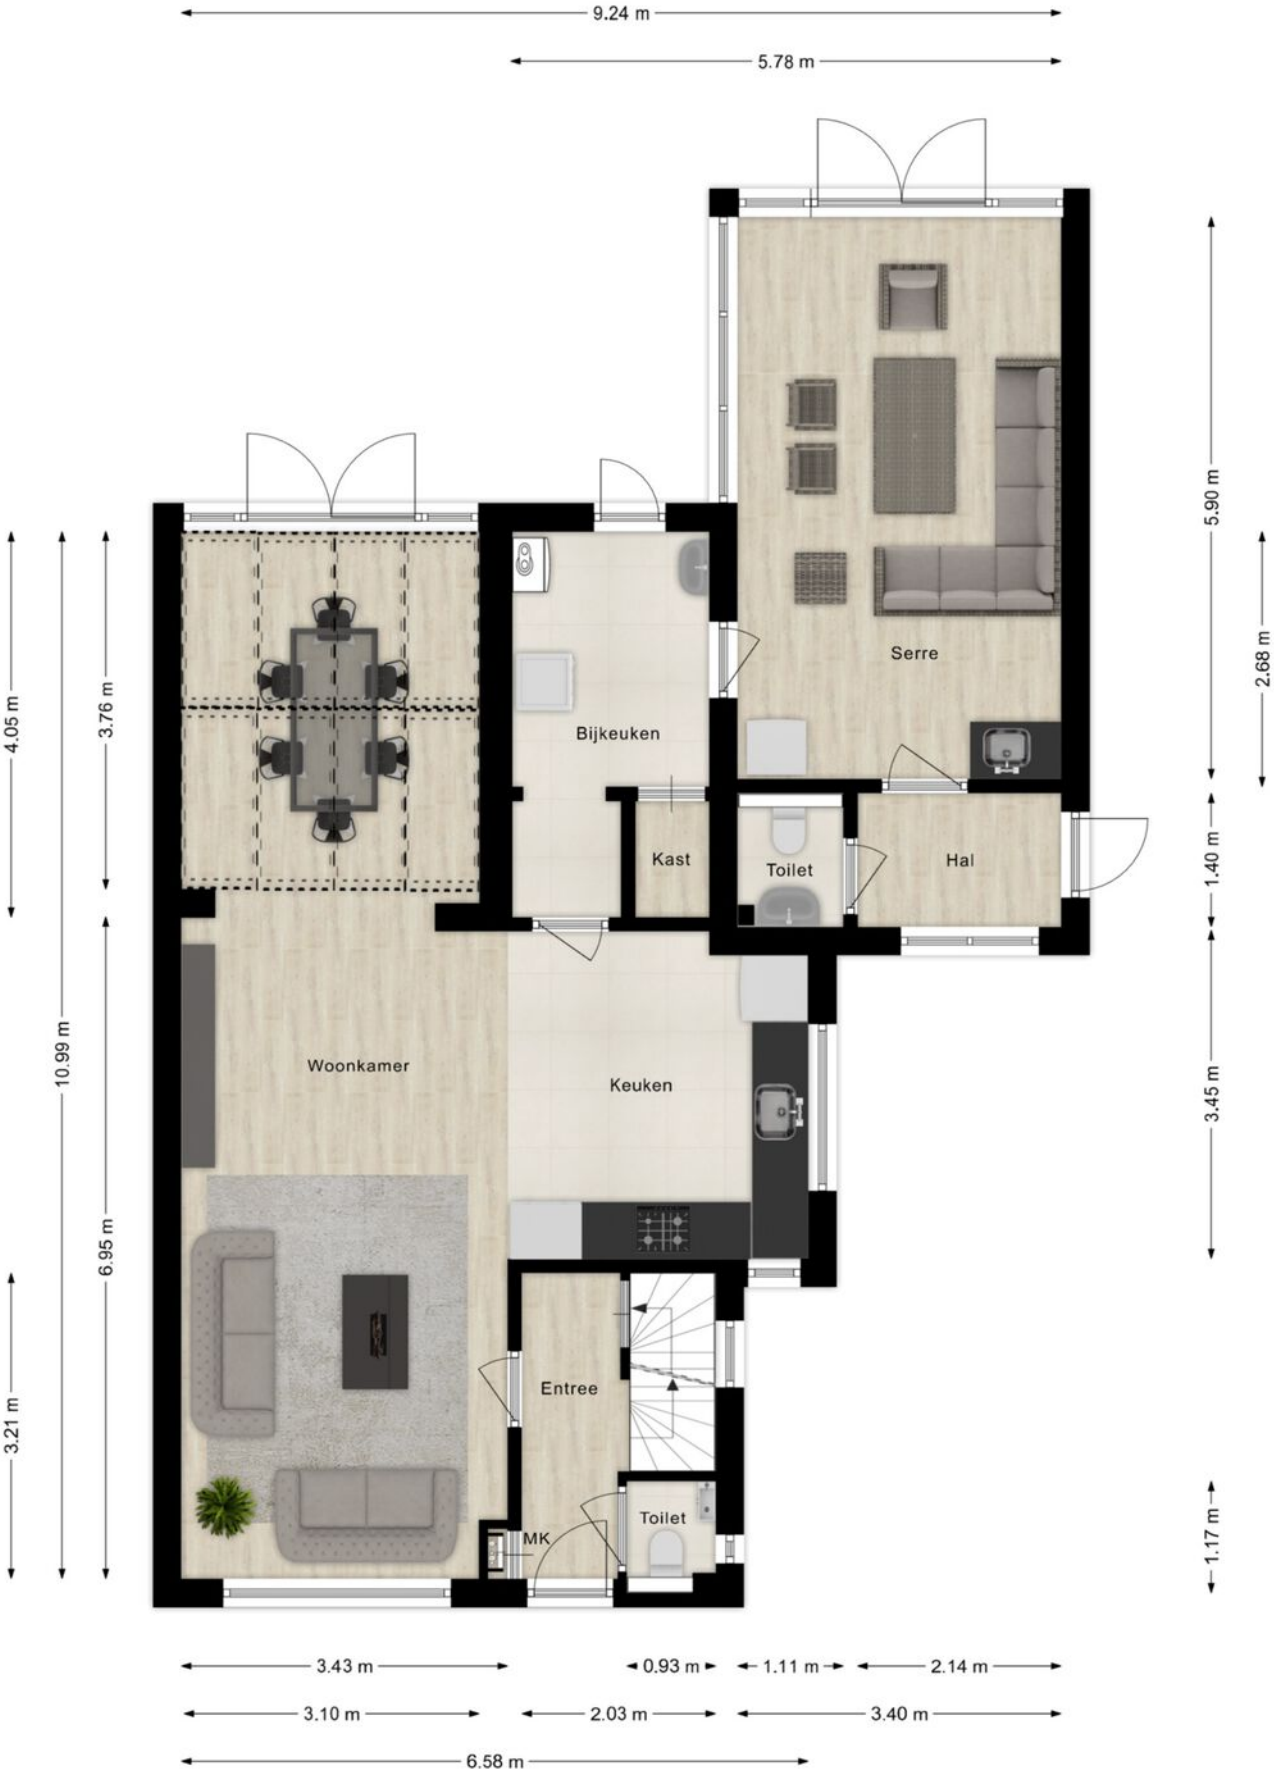 9.24 m
5.78 m
5.90 m
2.68 m
Serre
4.05 m
3.76 m
Bijkeuken
Kast
Toilet
Hal
1.40 m
10.99 m
Woonkamer
Keuken
3.45 m
6.95 m
Entree
3.21 m
MK
Toilet
1.17 m
3.43 m
0.93 m
1.11 m
2.14 m
3.10 m
2.03 m
3.40 m
6.58 m